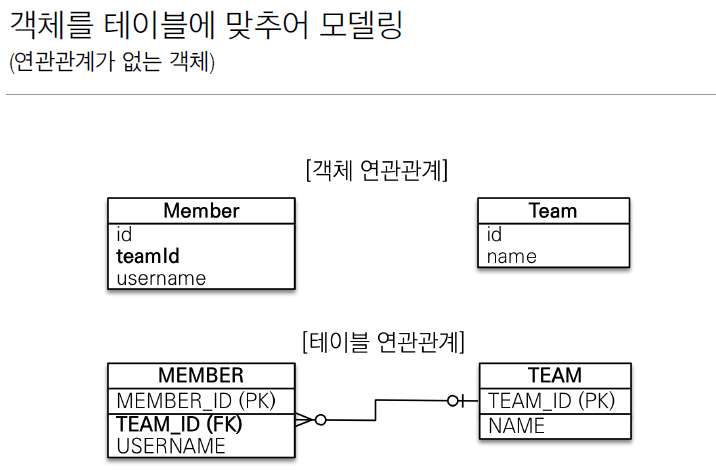 객체를 테이블에 맞추어 모델링
(연관관계가 없는 객체)
[객체 연관관계]
Member
id
teamId
username
Team
id
name
[테이블 연관관계]
MEMBER
MEMBER_ID (PK)
TEAM_ID (FK)
USERNAME
TEAM
TEAM_ID (PK)
NAME